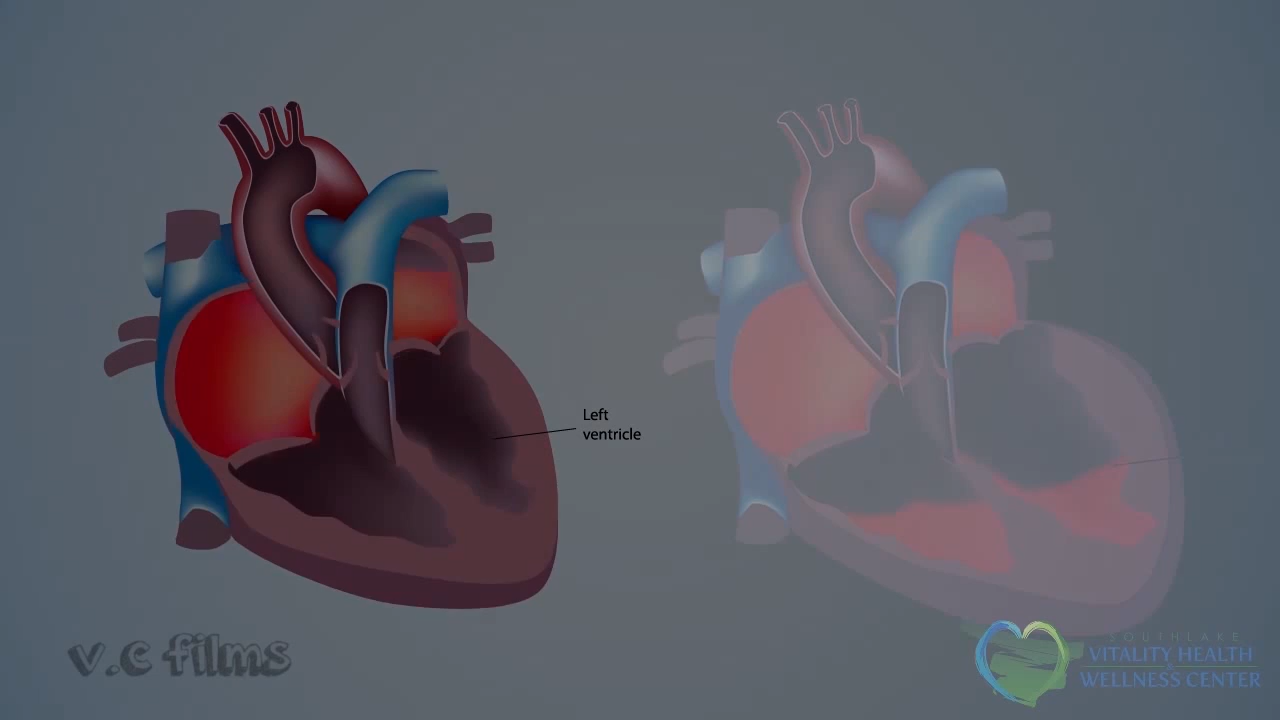 Left
ventricle
v.c films
SOUTHLAKE
VITALITY HEALTH
&
WELLNESS CENTER